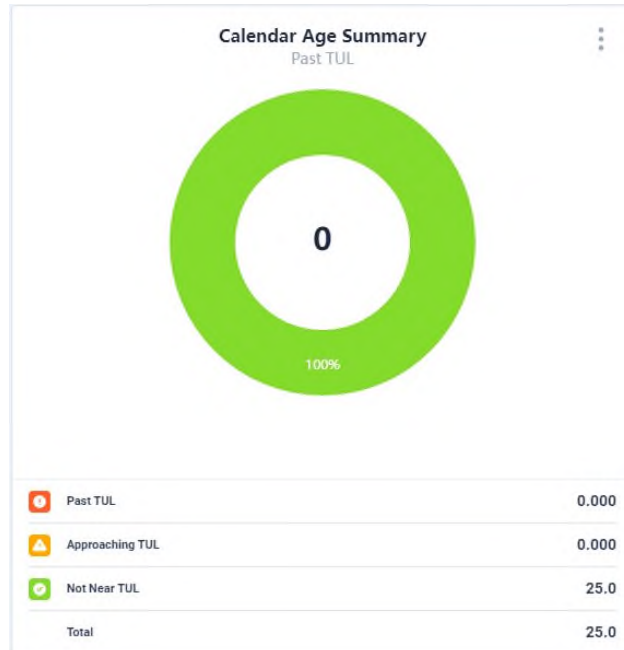 Calendar Age Summary
Past TUL
0
100%
Past TUL 0.000
Approaching TUL 0.000
Not Near TUL 25.0
Total 25.0